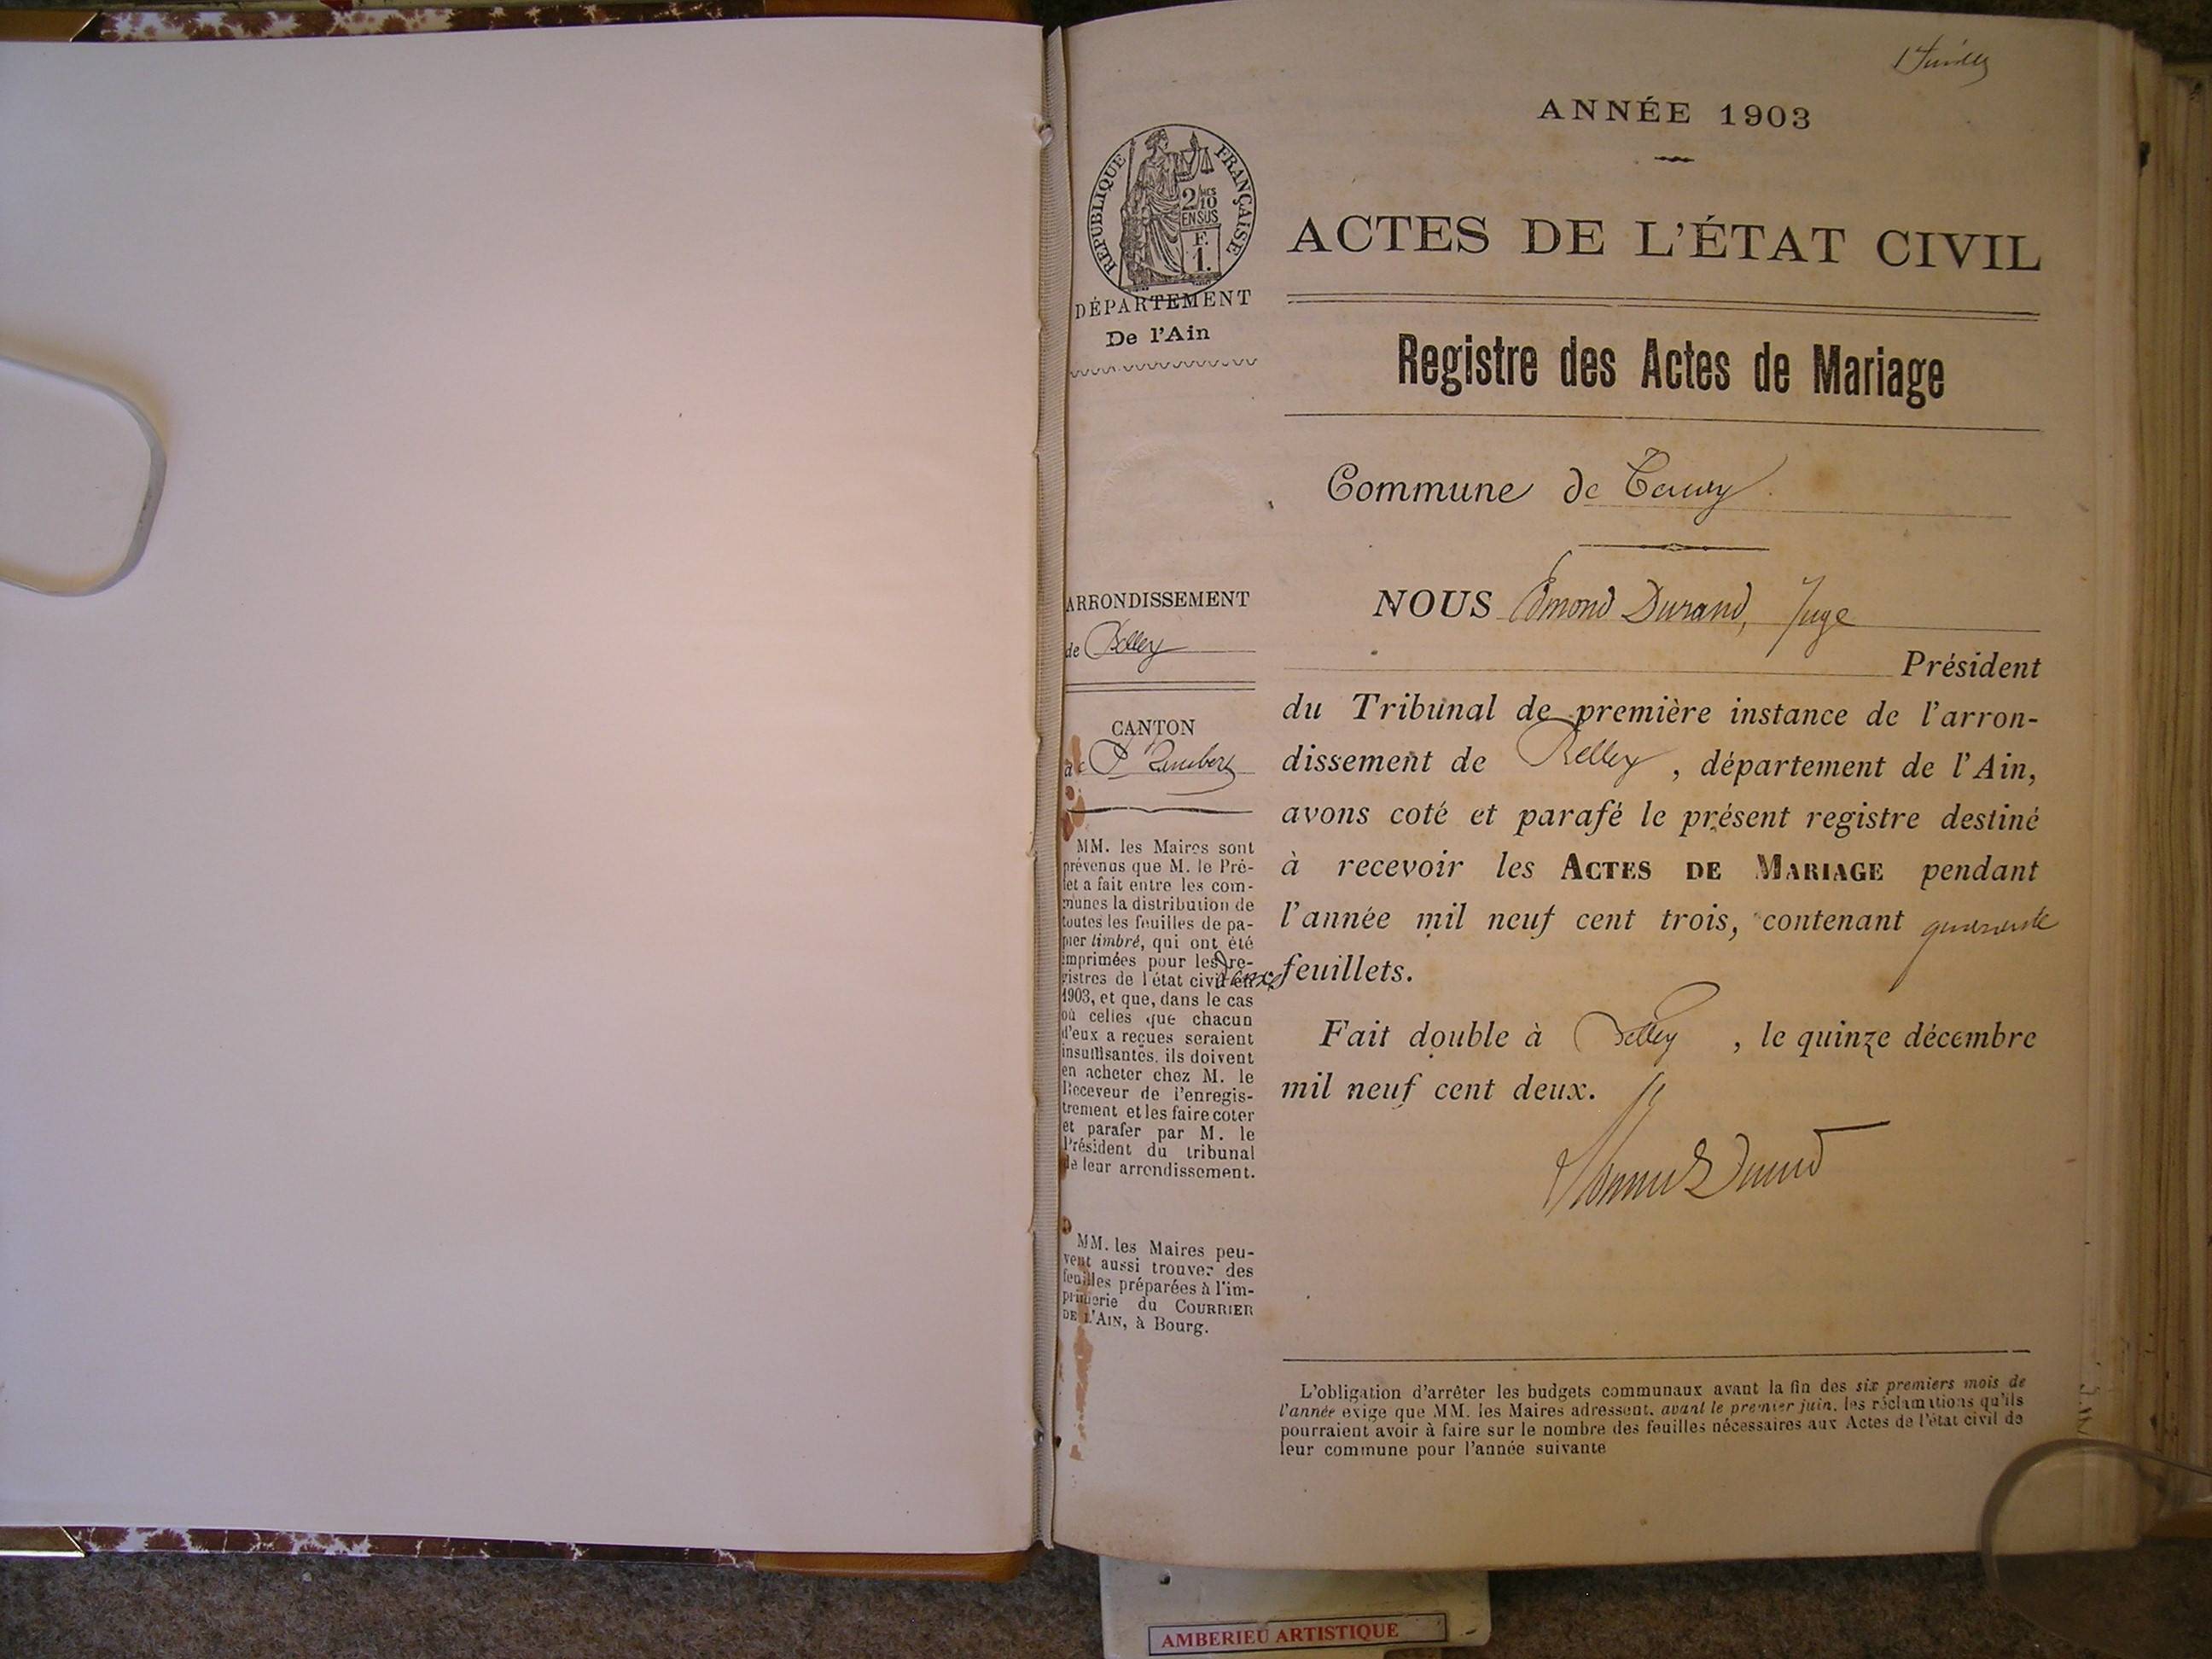 ANNÉE 1903
ACTES DE L'ÉTAT CIVIL
Registre des Actes de Mariage
RÉPUBLIQUE FRANÇAISE
2/10
EN SUS
F.
1.
DÉPARTEMENT
De l'Ain
Commune de
ARRONDISSEMENT
de Belley
CANTON
de St Rambert
MM. les Maires sont
prévenus que M. le Pré-
fet a fait entre les com-
munes la distribution de
toutes les feuilles de pa-
pier timbré, qui ont été
imprimées pour les re-
gistres de l'état civil en
1903, et que, dans le cas
où celles que chacun
d'eux a reçues seraient
insuffisantes, ils doivent
en acheter chez M. le
Receveur de l'enregis-
trement et les faire coter
et parafer par M. le
Président du tribunal
de leur arrondissement.
MM. les Maires peu-
vent aussi trouver des
feuilles préparées à l'im-
primerie du COURRIER
DE L'AIN, à Bourg.
NOUS Edmond Durand, Juge
Président
du Tribunal de première instance de l'arron-
dissement de Belley, département de l'Ain,
avons coté et parafé le présent registre destiné
à recevoir les ACTES DE MARIAGE pendant
l'année mil neuf cent trois, contenant quarante
feuillets.
Fait double à Belley, le quinze décembre
mil neuf cent deux.
L'obligation d'arrêter les budgets communaux avant la fin des six premiers mois de
l'année exige que MM. les Maires adressent, avant le premier juin, les réclamations qu'ils
pourraient avoir à faire sur le nombre des feuilles nécessaires aux Actes de l'état civil de
leur commune pour l'année suivante
AMBERIEU ARTISTIQUE